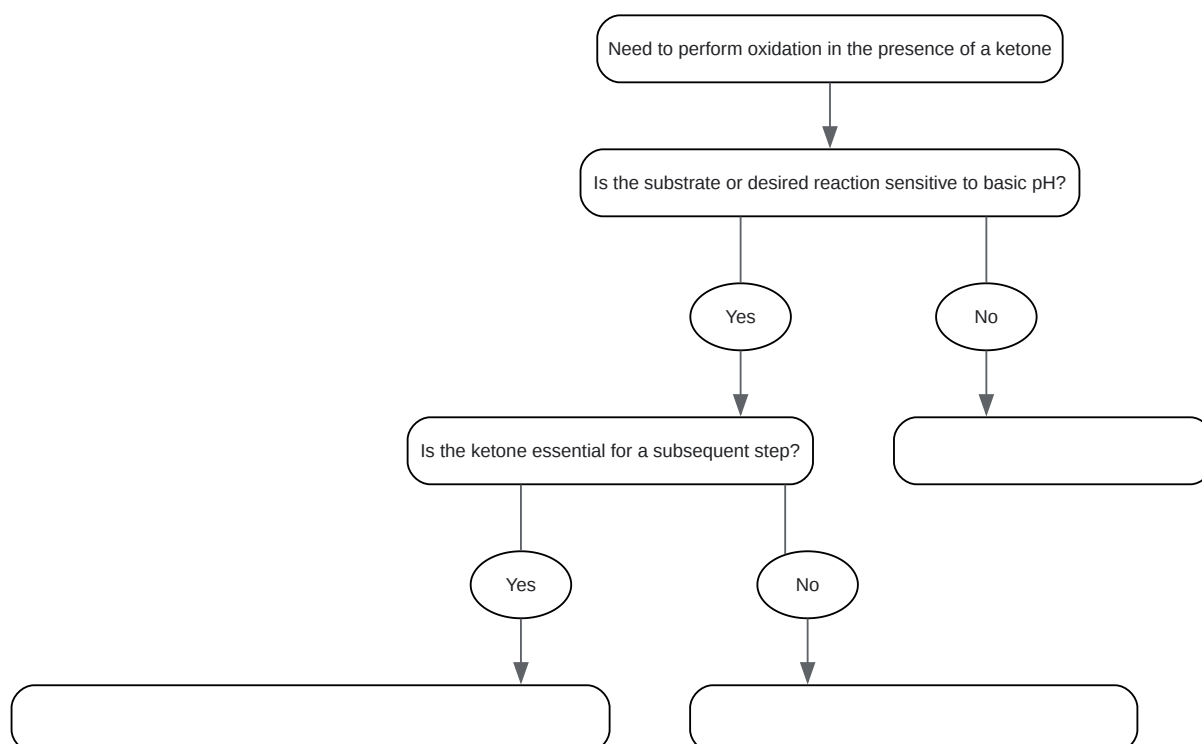 Need to perform oxidation in the presence of a ketone
Is the substrate or desired reaction sensitive to basic pH?
Yes
No
Is the ketone essential for a subsequent step?
Yes
No